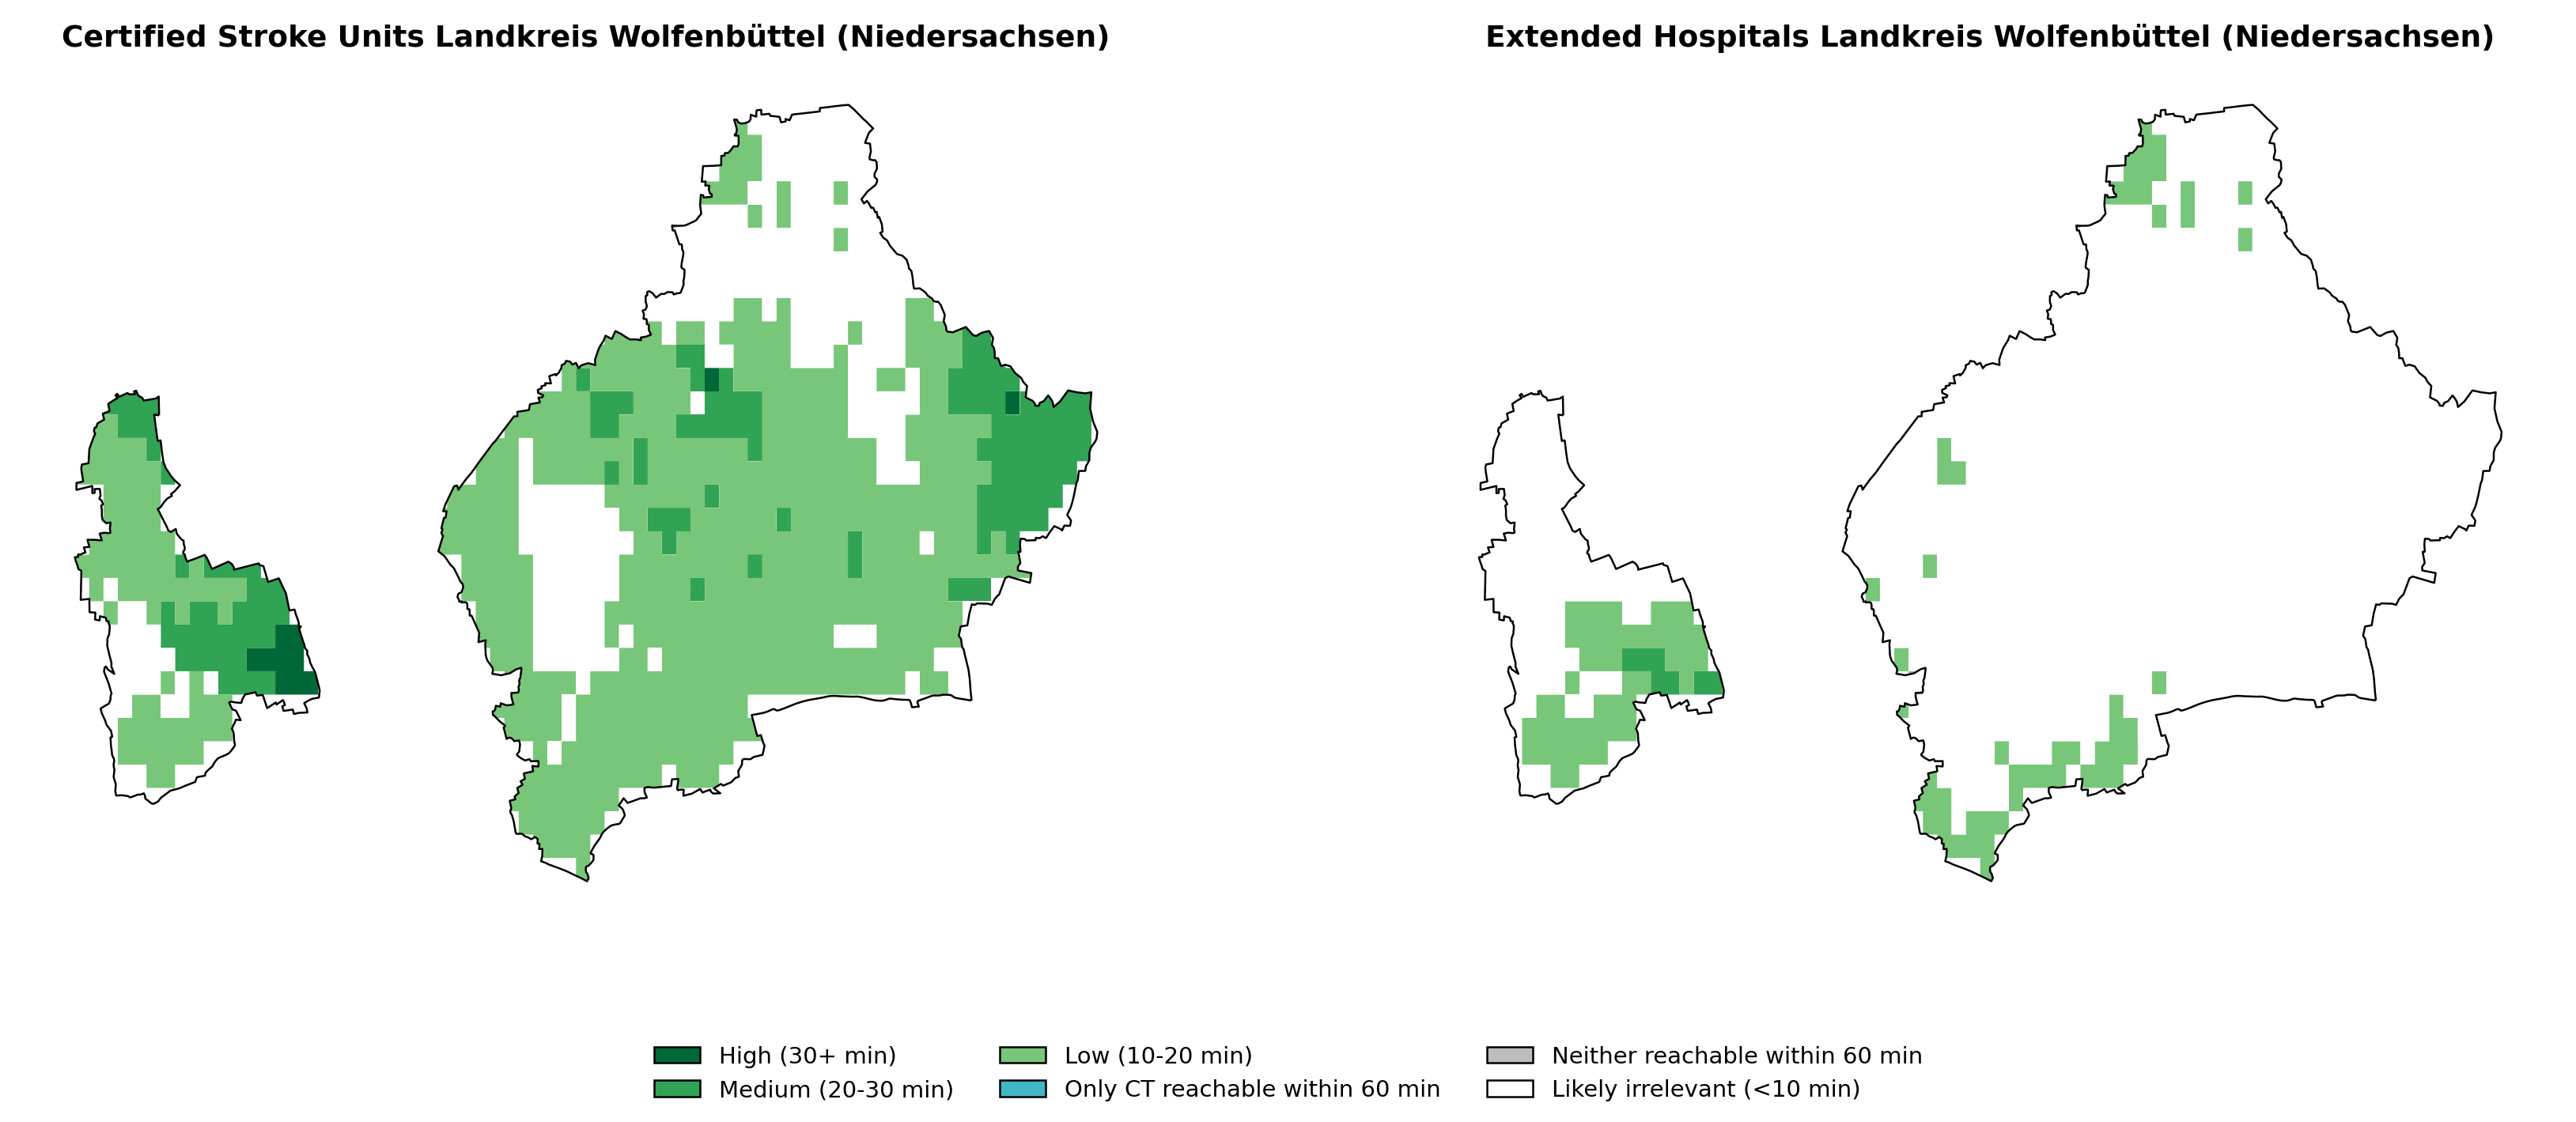 Certified Stroke Units Landkreis Wolfenbüttel (Niedersachsen)
Extended Hospitals Landkreis Wolfenbüttel (Niedersachsen)
High (30+ min)
Medium (20-30 min)
Low (10-20 min)
Only CT reachable within 60 min
Neither reachable within 60 min
Likely irrelevant (<10 min)